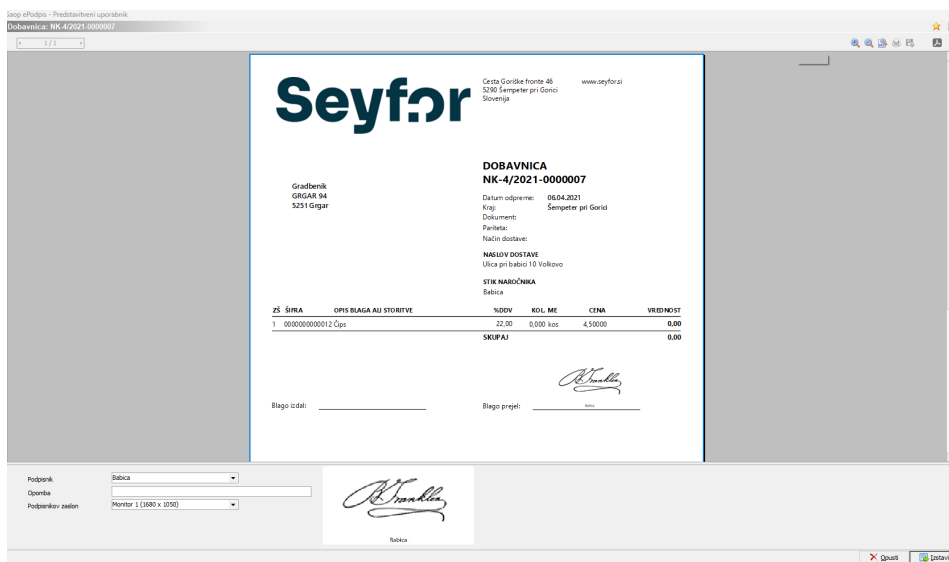 Saop ePodpis - Predstavitveni uporabnik
Dobavnica: NK-4/2021-0000007
1 / 1
Seyfor
Cesta Goriške fronte 46 www.seyfor.si
5290 Šempeter pri Gorici
Slovenija
DOBAVNICA
NK-4/2021-0000007
Gradbenik
GRGAR 94
5251 Grgar
Datum odpreme: 06.04.2021
Kraj: Šempeter pri Gorici
Dokument:
Pariteta:
Način dostave:
NASLOV DOSTAVE
Ulica pri babici 10 Volkovo
STIK NAROČNIKA
Babica
ZŠ ŠIFRA OPIS BLAGA ALI STORITVE %DDV KOL. ME CENA VREDNOST
1 0000000000012 Čips 22,00 0,000 kos 4,50000 0,00
SKUPAJ 0,00
B. Franklin
Blago izdal: Blago prejel: Babica
Podpisnik Babica
Opomba
Podpisnikov zaslon Monitor 1 (1680 x 1050)
B. Franklin
Babica
Opusti Izstavi